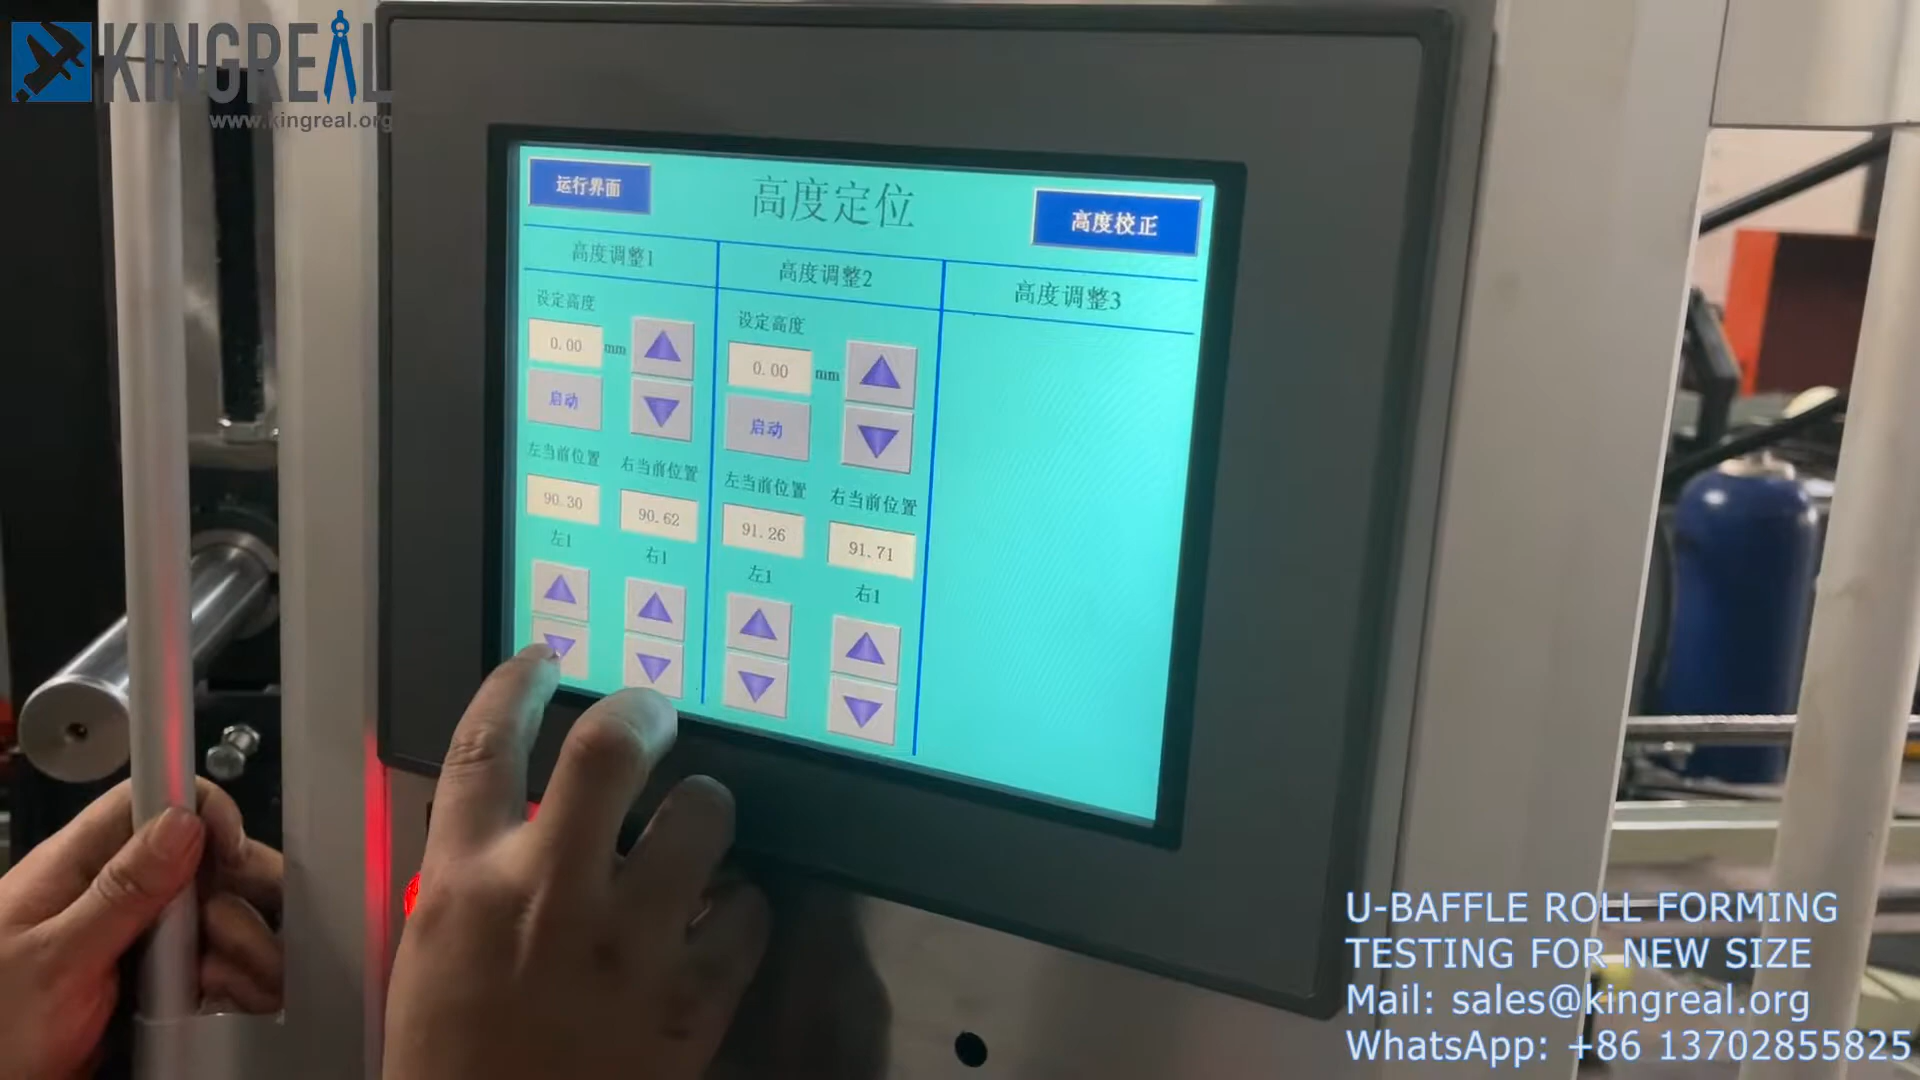 KINGREAL
www.kingreal.org
运行界面
高度定位
高度校正
高度调整1
高度调整2
高度调整3
设定高度
设定高度
0.00 mm
0.00 mm
启动
启动
左当前位置 右当前位置
左当前位置 右当前位置
90.30 90.62
91.26 91.71
左1 右1
左1 右1
U-BAFFLE ROLL FORMING
TESTING FOR NEW SIZE
Mail: sales@kingreal.org
WhatsApp: +86 13702855825